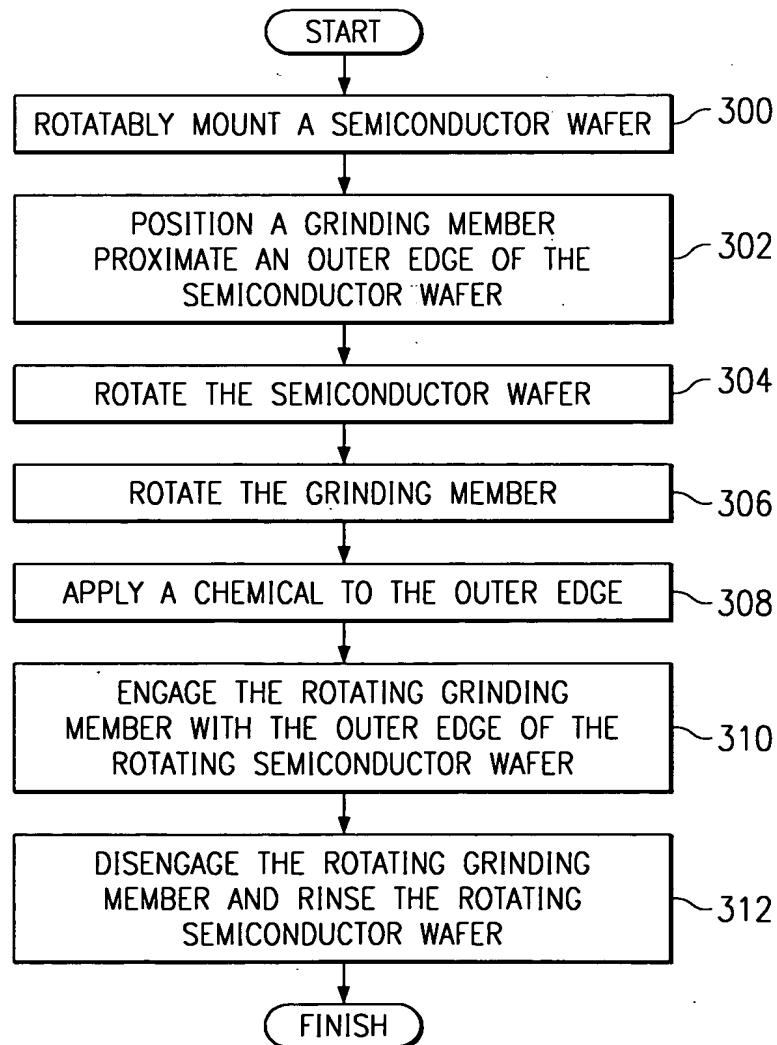 START
ROTATABLY MOUNT A SEMICONDUCTOR WAFER
300
POSITION A GRINDING MEMBER
PROXIMATE AN OUTER EDGE OF THE
SEMICONDUCTOR WAFER
302
ROTATE THE SEMICONDUCTOR WAFER
304
ROTATE THE GRINDING MEMBER
306
APPLY A CHEMICAL TO THE OUTER EDGE
308
ENGAGE THE ROTATING GRINDING
MEMBER WITH THE OUTER EDGE OF THE
ROTATING SEMICONDUCTOR WAFER
310
DISENGAGE THE ROTATING GRINDING
MEMBER AND RINSE THE ROTATING
SEMICONDUCTOR WAFER
312
FINISH